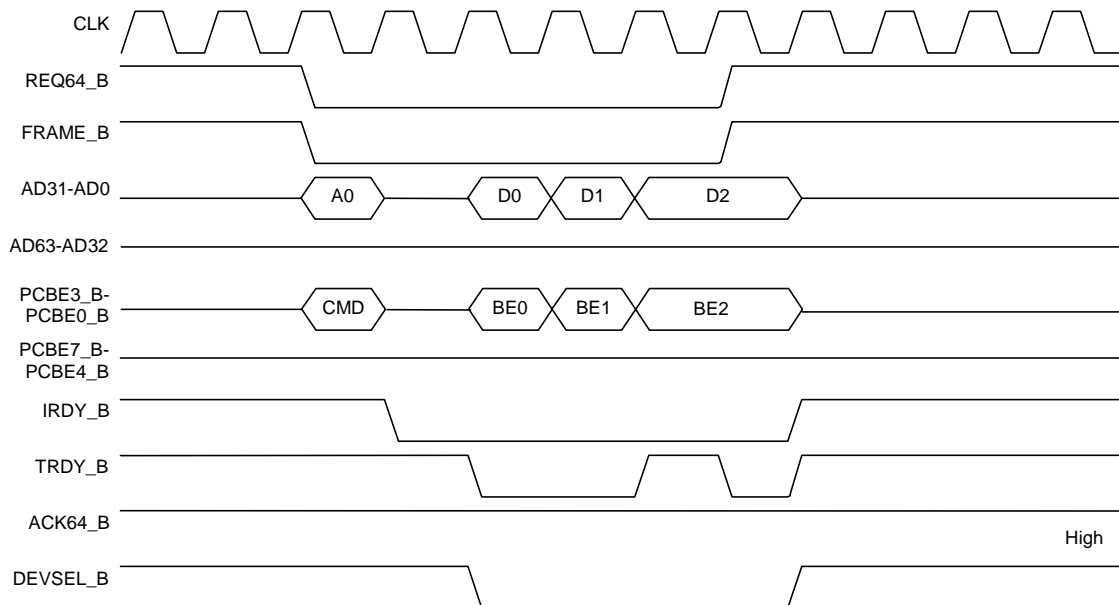 CLK
REQ64_B
FRAME_B
AD31-AD0
A0
D0
D1
D2
AD63-AD32
PCBE3_B-
PCBE0_B
CMD
BE0
BE1
BE2
PCBE7_B-
PCBE4_B
IRDY_B
TRDY_B
ACK64_B
High
DEVSEL_B